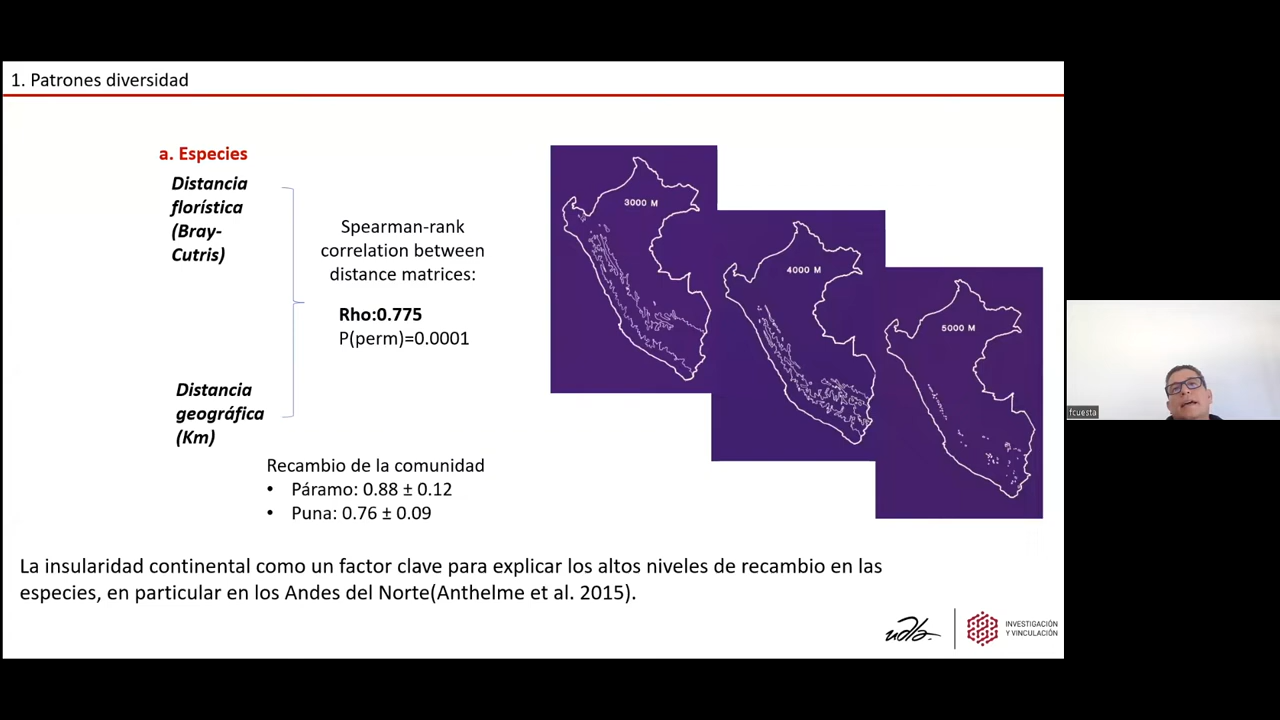 1. Patrones diversidad
a. Especies
Distancia
florística
(Bray-
Cutris)
Spearman-rank
correlation between
distance matrices:
Rho:0.775
P(perm)=0.0001
Distancia
geográfica
(Km)
Recambio de la comunidad
• Páramo: 0.88 ± 0.12
• Puna: 0.76 ± 0.09
3000 M
4000 M
5000 M
La insularidad continental como un factor clave para explicar los altos niveles de recambio en las
especies, en particular en los Andes del Norte(Anthelme et al. 2015).
udla.
INVESTIGACIÓN
Y VINCULACIÓN
fcuesta